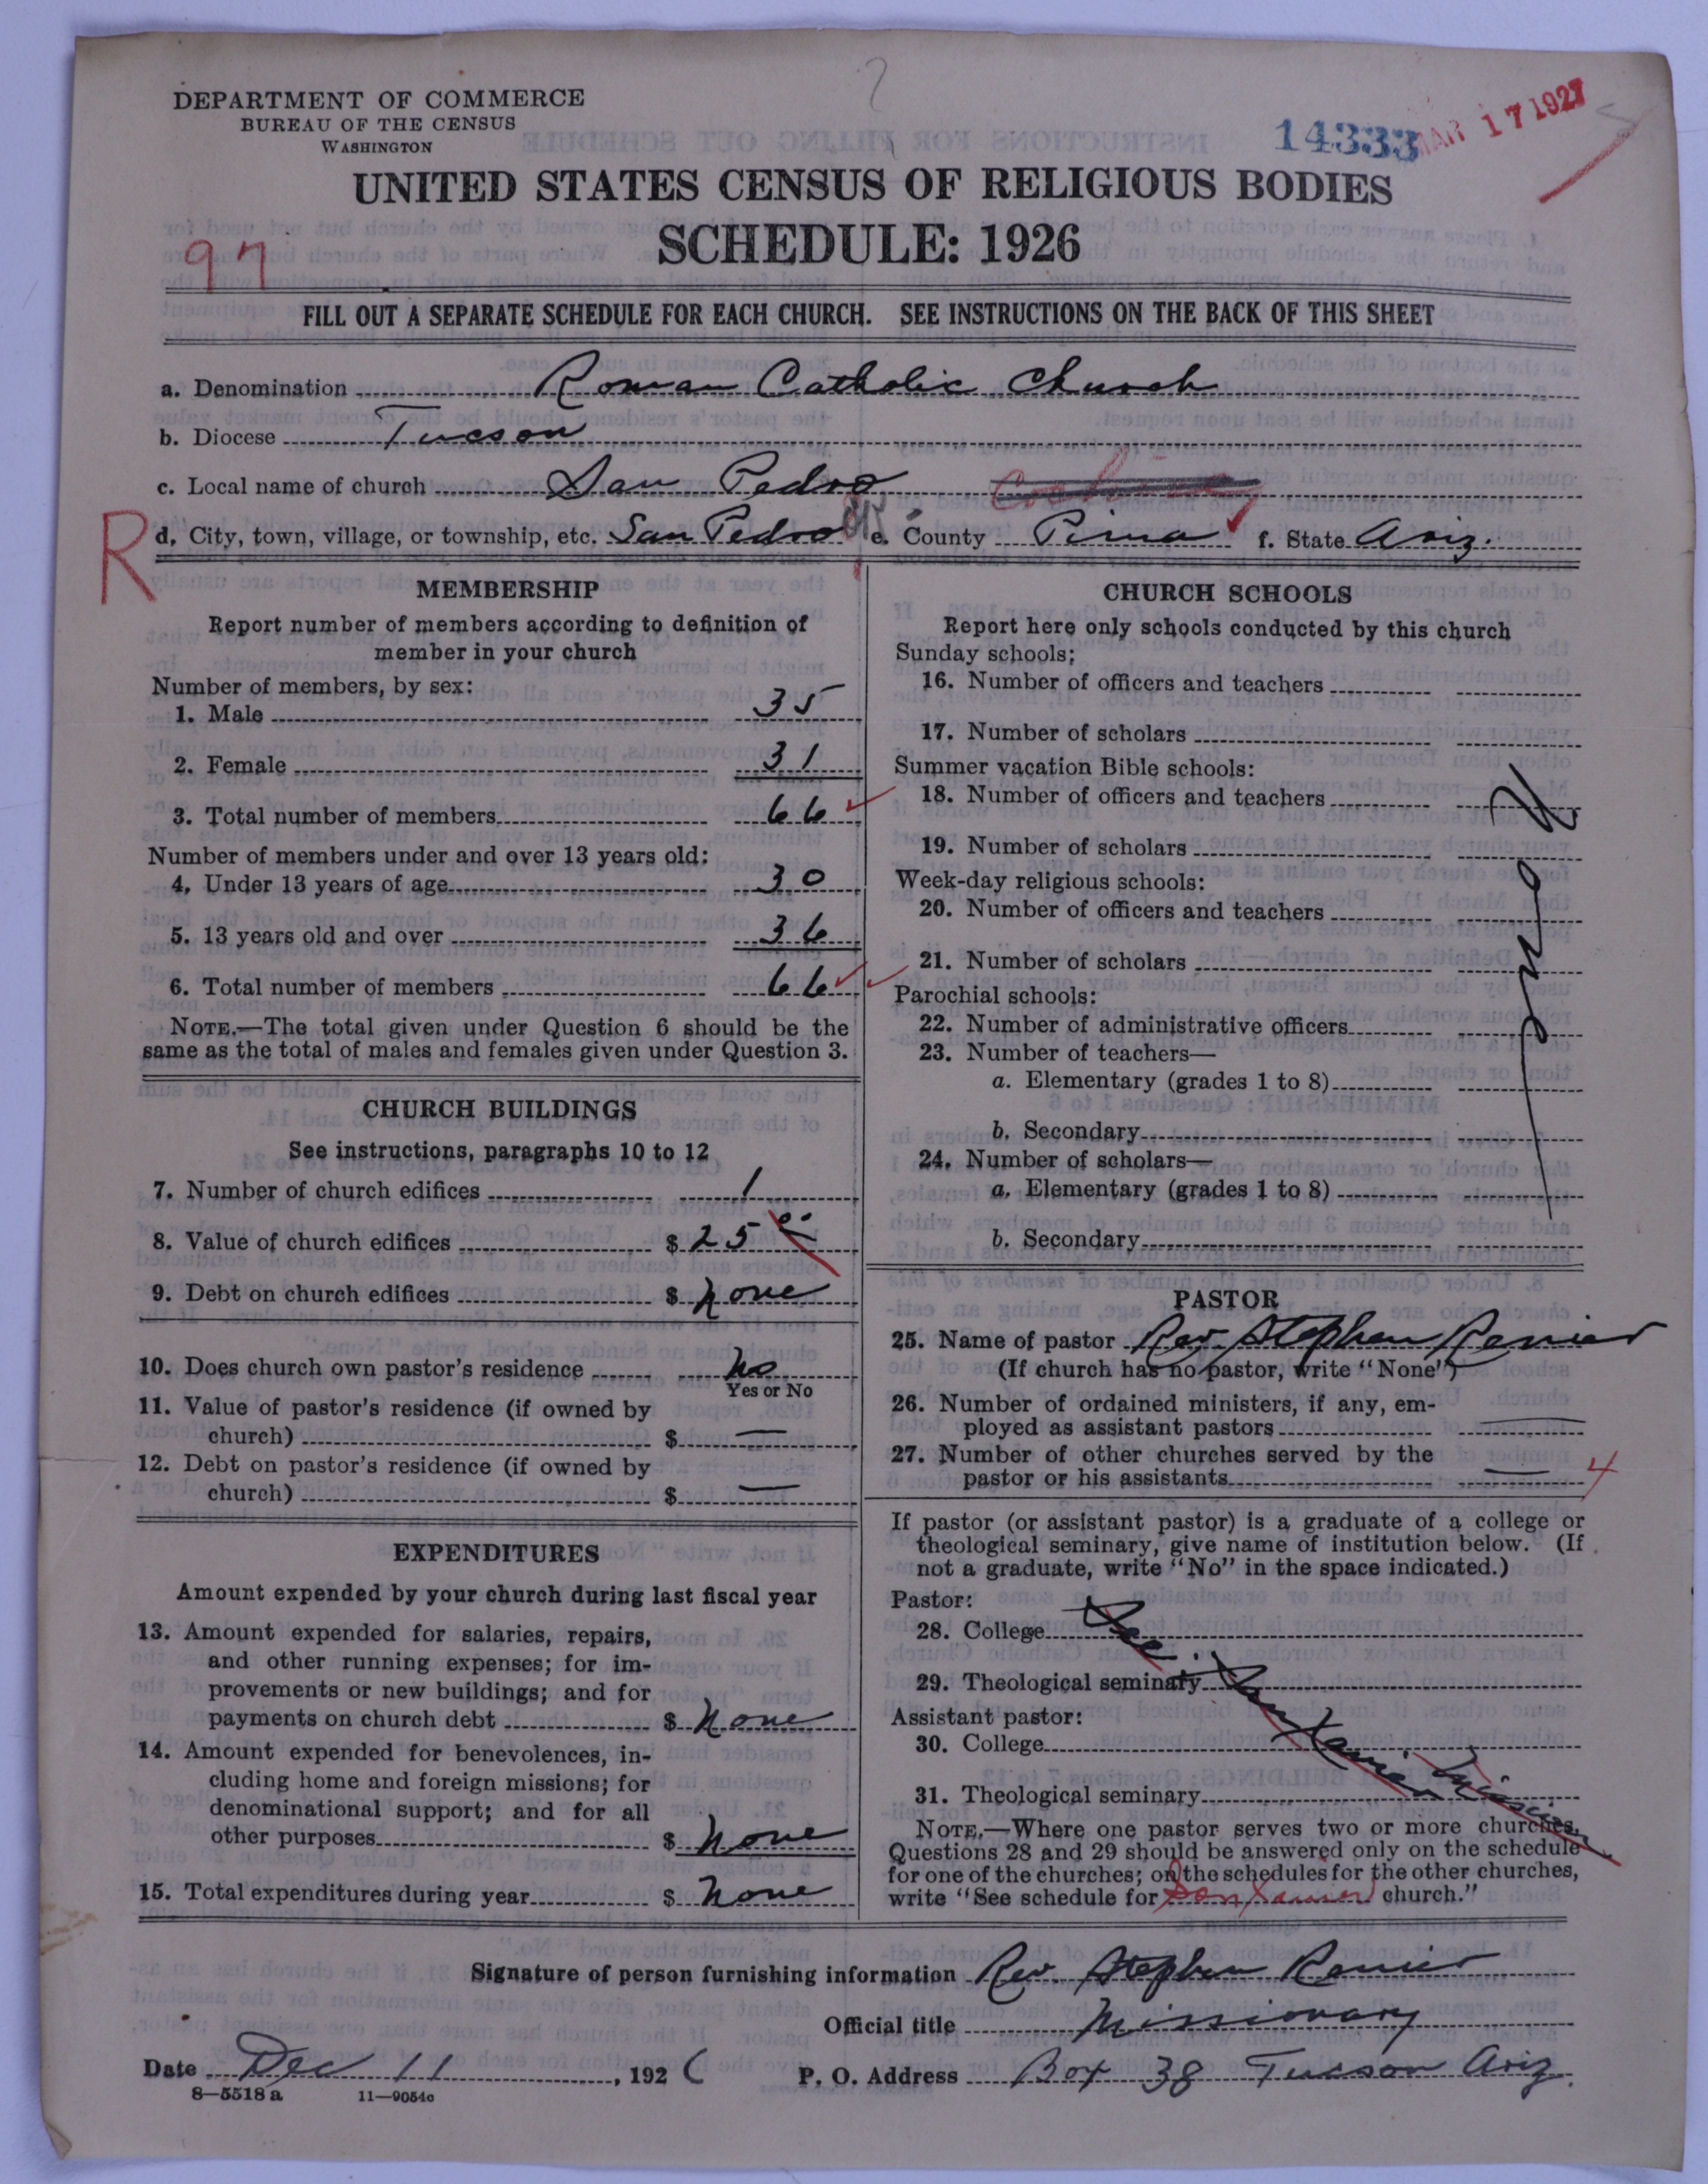 DEPARTMENT OF COMMERCE
BUREAU OF THE CENSUS
WASHINGTON
14333
MAR 17 1927
UNITED STATES CENSUS OF RELIGIOUS BODIES
SCHEDULE: 1926
97
FILL OUT A SEPARATE SCHEDULE FOR EACH CHURCH. SEE INSTRUCTIONS ON THE BACK OF THIS SHEET
a. Denomination Roman Catholic Church
b. Diocese Tucson
c. Local name of church San Pedro
R
d. City, town, village, or township, etc. San Pedro e. County Pima f. State Ariz.
MEMBERSHIP
Report number of members according to definition of
member in your church
Number of members, by sex:
1. Male 35
2. Female 31
3. Total number of members 66
Number of members under and over 13 years old:
4. Under 13 years of age 30
5. 13 years old and over 36
6. Total number of members 66
NOTE.—The total given under Question 6 should be the
same as the total of males and females given under Question 3.
CHURCH BUILDINGS
See instructions, paragraphs 10 to 12
7. Number of church edifices 1
8. Value of church edifices $ 25 00
9. Debt on church edifices $ None
10. Does church own pastor's residence No
Yes or No
11. Value of pastor's residence (if owned by
church) $ —
12. Debt on pastor's residence (if owned by
church) $ —
EXPENDITURES
Amount expended by your church during last fiscal year
13. Amount expended for salaries, repairs,
and other running expenses; for im-
provements or new buildings; and for
payments on church debt $ None
14. Amount expended for benevolences, in-
cluding home and foreign missions; for
denominational support; and for all
other purposes $ None
15. Total expenditures during year $ None
CHURCH SCHOOLS
Report here only schools conducted by this church
Sunday schools:
16. Number of officers and teachers
17. Number of scholars
Summer vacation Bible schools:
18. Number of officers and teachers
19. Number of scholars
Week-day religious schools:
20. Number of officers and teachers
21. Number of scholars
Parochial schools:
22. Number of administrative officers
23. Number of teachers—
a. Elementary (grades 1 to 8)
b. Secondary
24. Number of scholars—
a. Elementary (grades 1 to 8)
b. Secondary
None
PASTOR
25. Name of pastor Rev. Stephen Renier
(If church has no pastor, write "None")
26. Number of ordained ministers, if any, em-
ployed as assistant pastors —
27. Number of other churches served by the
pastor or his assistants — 4
If pastor (or assistant pastor) is a graduate of a college or
theological seminary, give name of institution below. (If
not a graduate, write "No" in the space indicated.)
Pastor:
28. College
29. Theological seminary
Assistant pastor:
30. College
31. Theological seminary
See San Xavier Mission
NOTE.—Where one pastor serves two or more churches,
Questions 28 and 29 should be answered only on the schedule
for one of the churches; on the schedules for the other churches,
write "See schedule for San Xavier church."
Signature of person furnishing information Rev. Stephen Renier
Official title Missionary
Date Dec 11, 1926 P. O. Address Box 38 Tucson Ariz.
8—5518 a 11—9054c